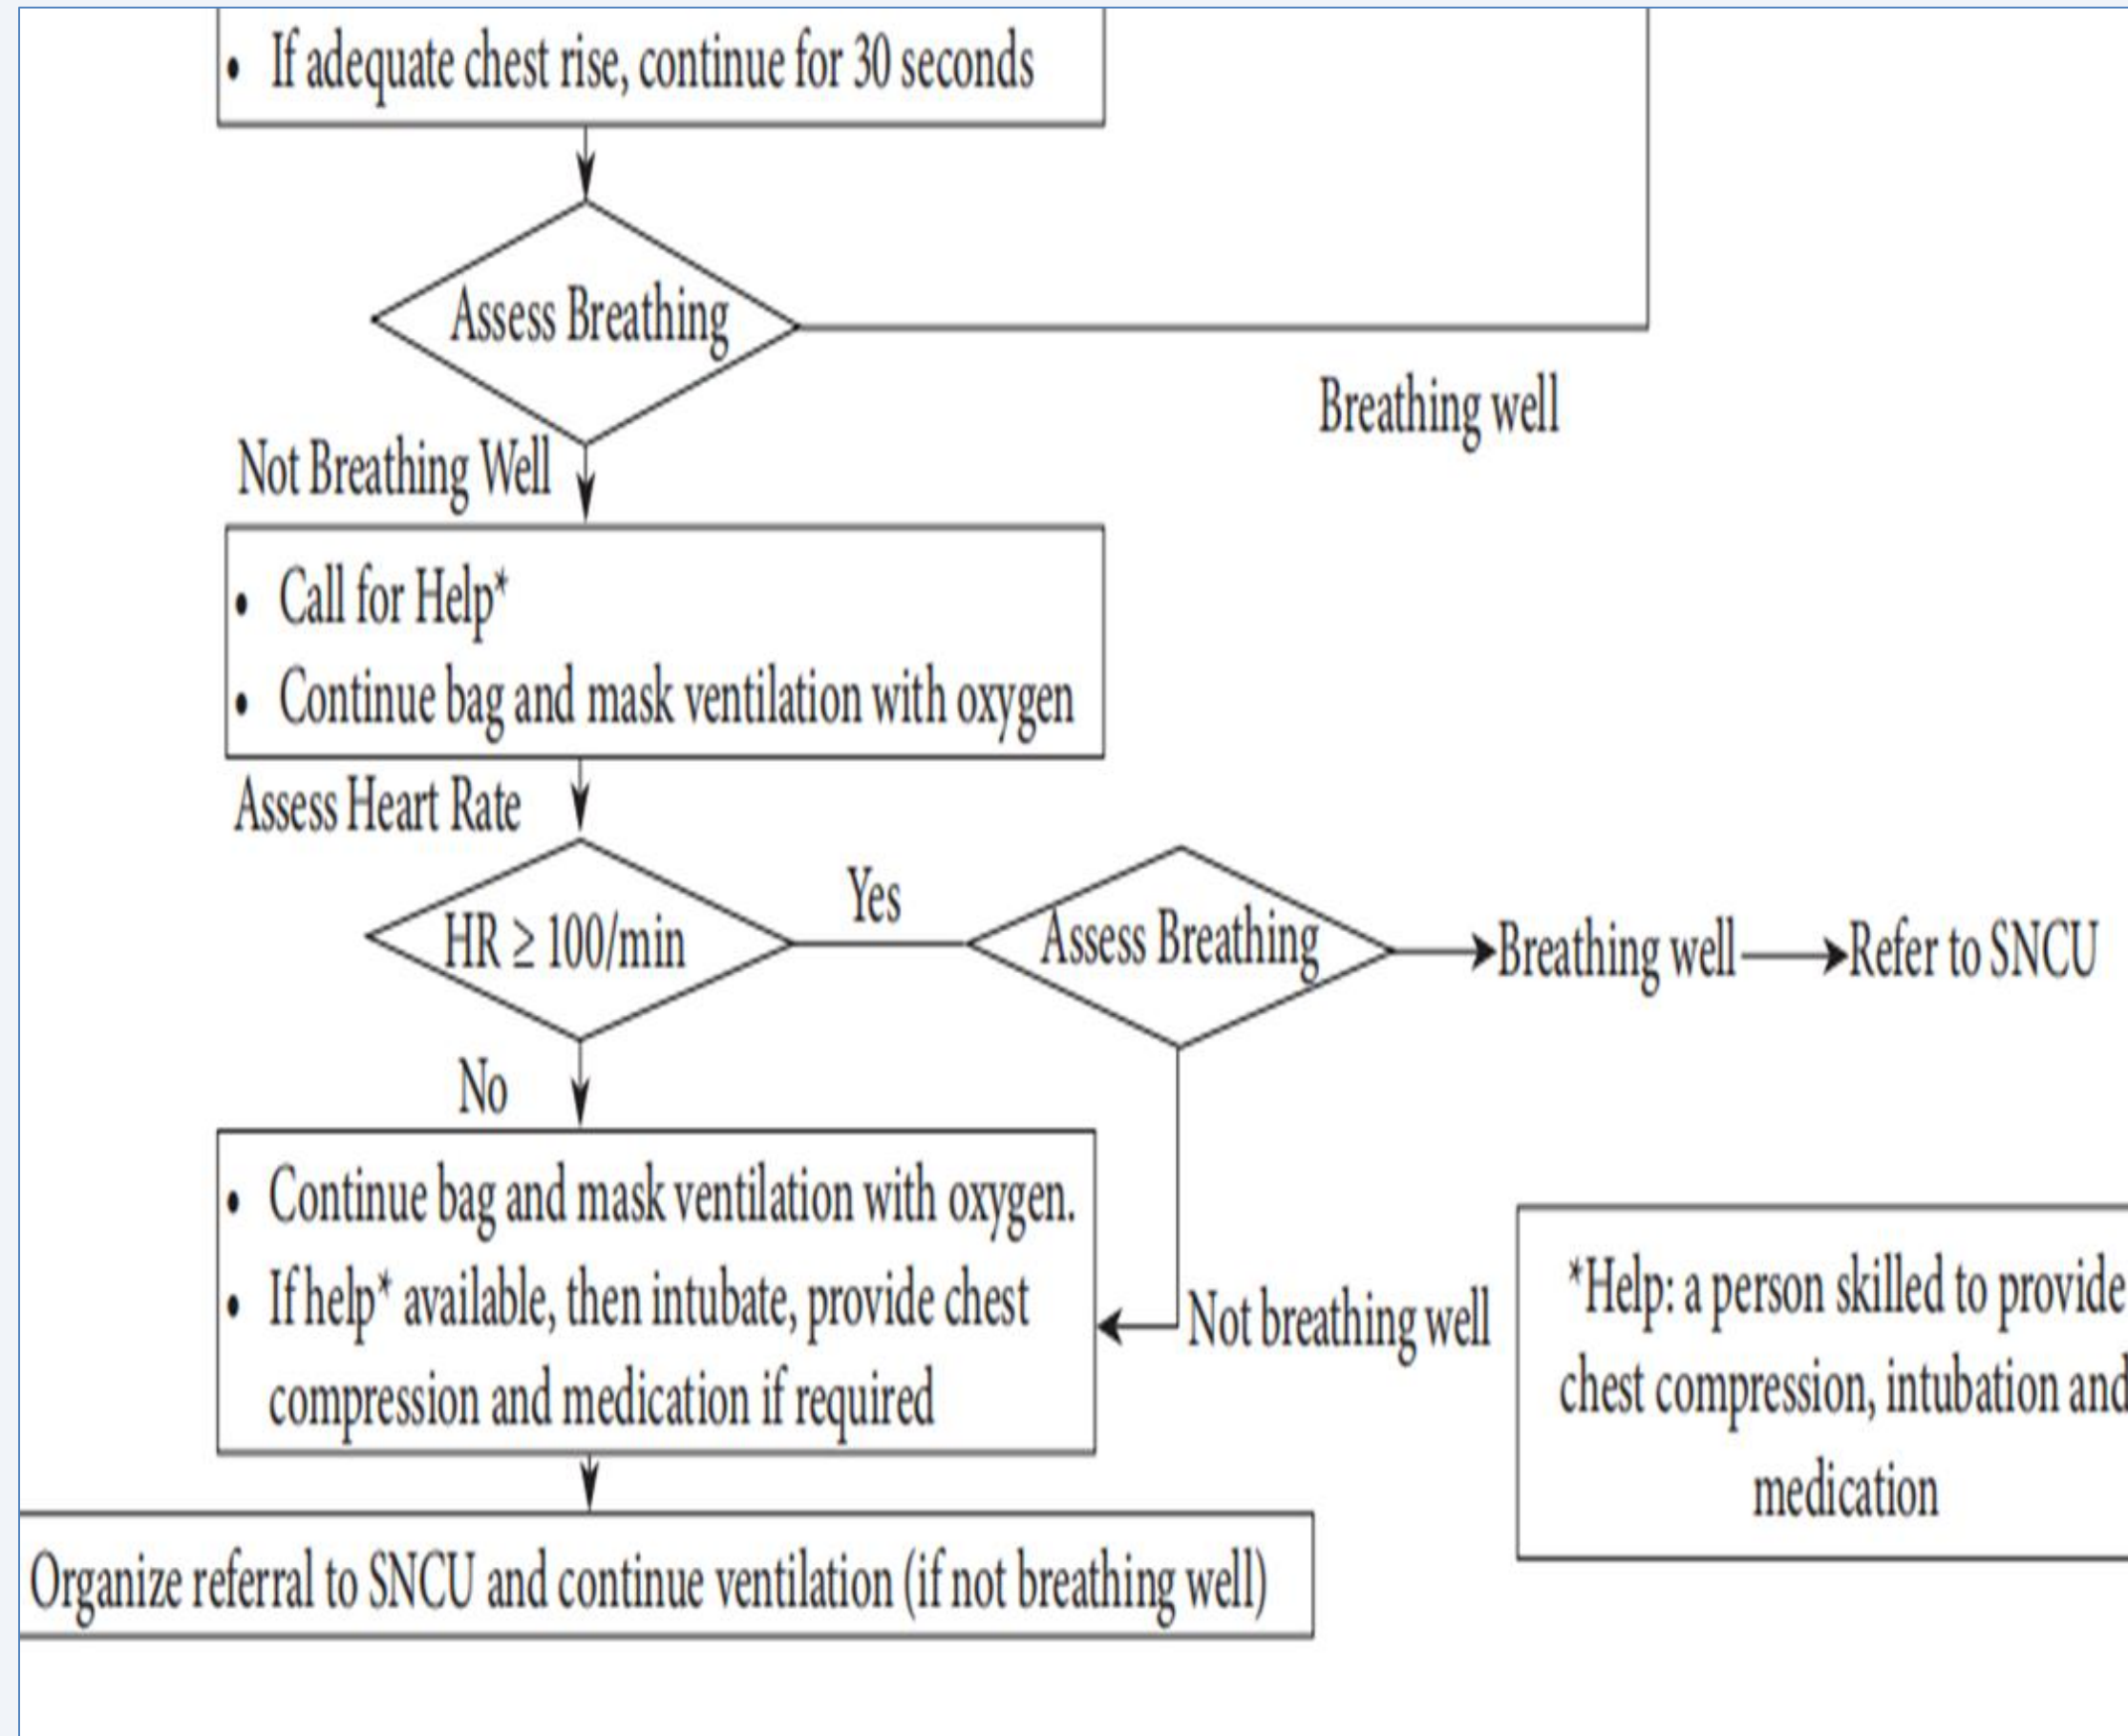 • If adequate chest rise, continue for 30 seconds
Assess Breathing
Breathing well
Not Breathing Well
• Call for Help*
• Continue bag and mask ventilation with oxygen
Assess Heart Rate
HR ≥ 100/min
Yes
Assess Breathing
Breathing well
Refer to SNCU
No
• Continue bag and mask ventilation with oxygen.
• If help* available, then intubate, provide chest
compression and medication if required
Not breathing well
*Help: a person skilled to provide
chest compression, intubation and
medication
Organize referral to SNCU and continue ventilation (if not breathing well)